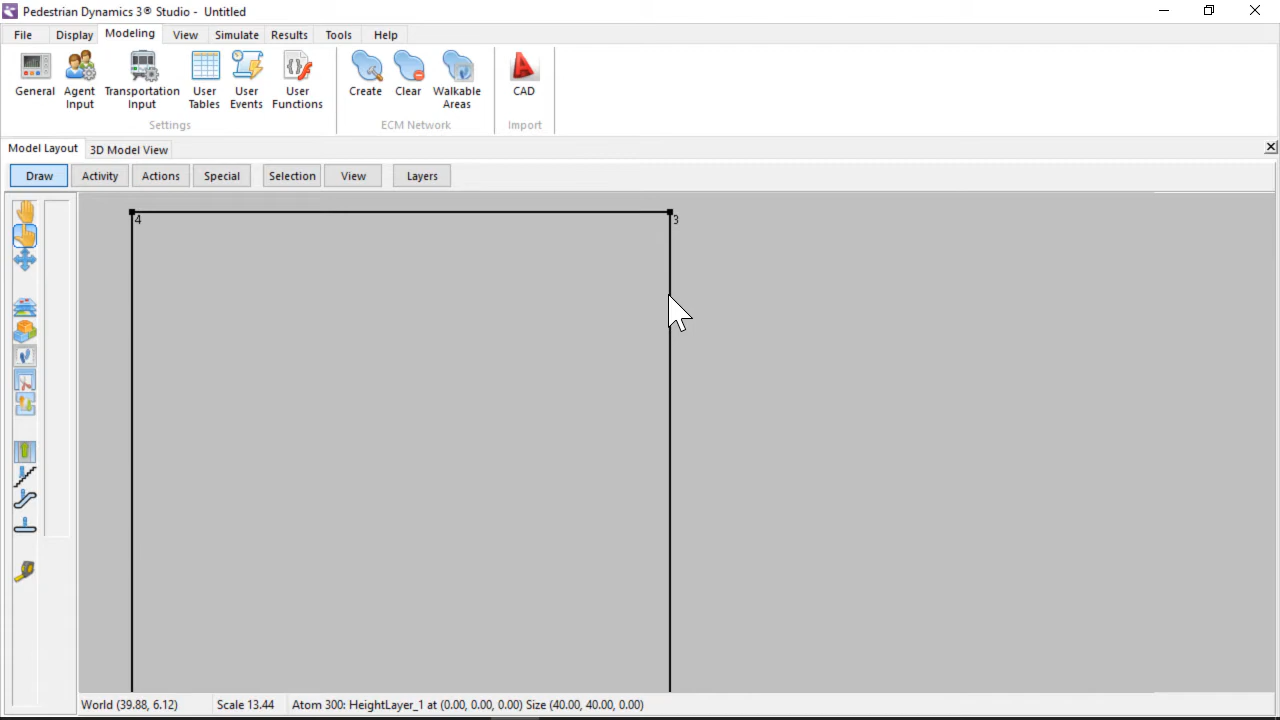 Pedestrian Dynamics 3® Studio - Untitled
File Display Modeling View Simulate Results Tools Help
General Agent Input Transportation Input User Tables User Events User Functions Create Clear Walkable Areas CAD
Settings ECM Network Import
Model Layout 3D Model View
Draw Activity Actions Special Selection View Layers
4 3
World (39.88, 6.12) Scale 13.44 Atom 300: HeightLayer_1 at (0.00, 0.00, 0.00) Size (40.00, 40.00, 0.00)